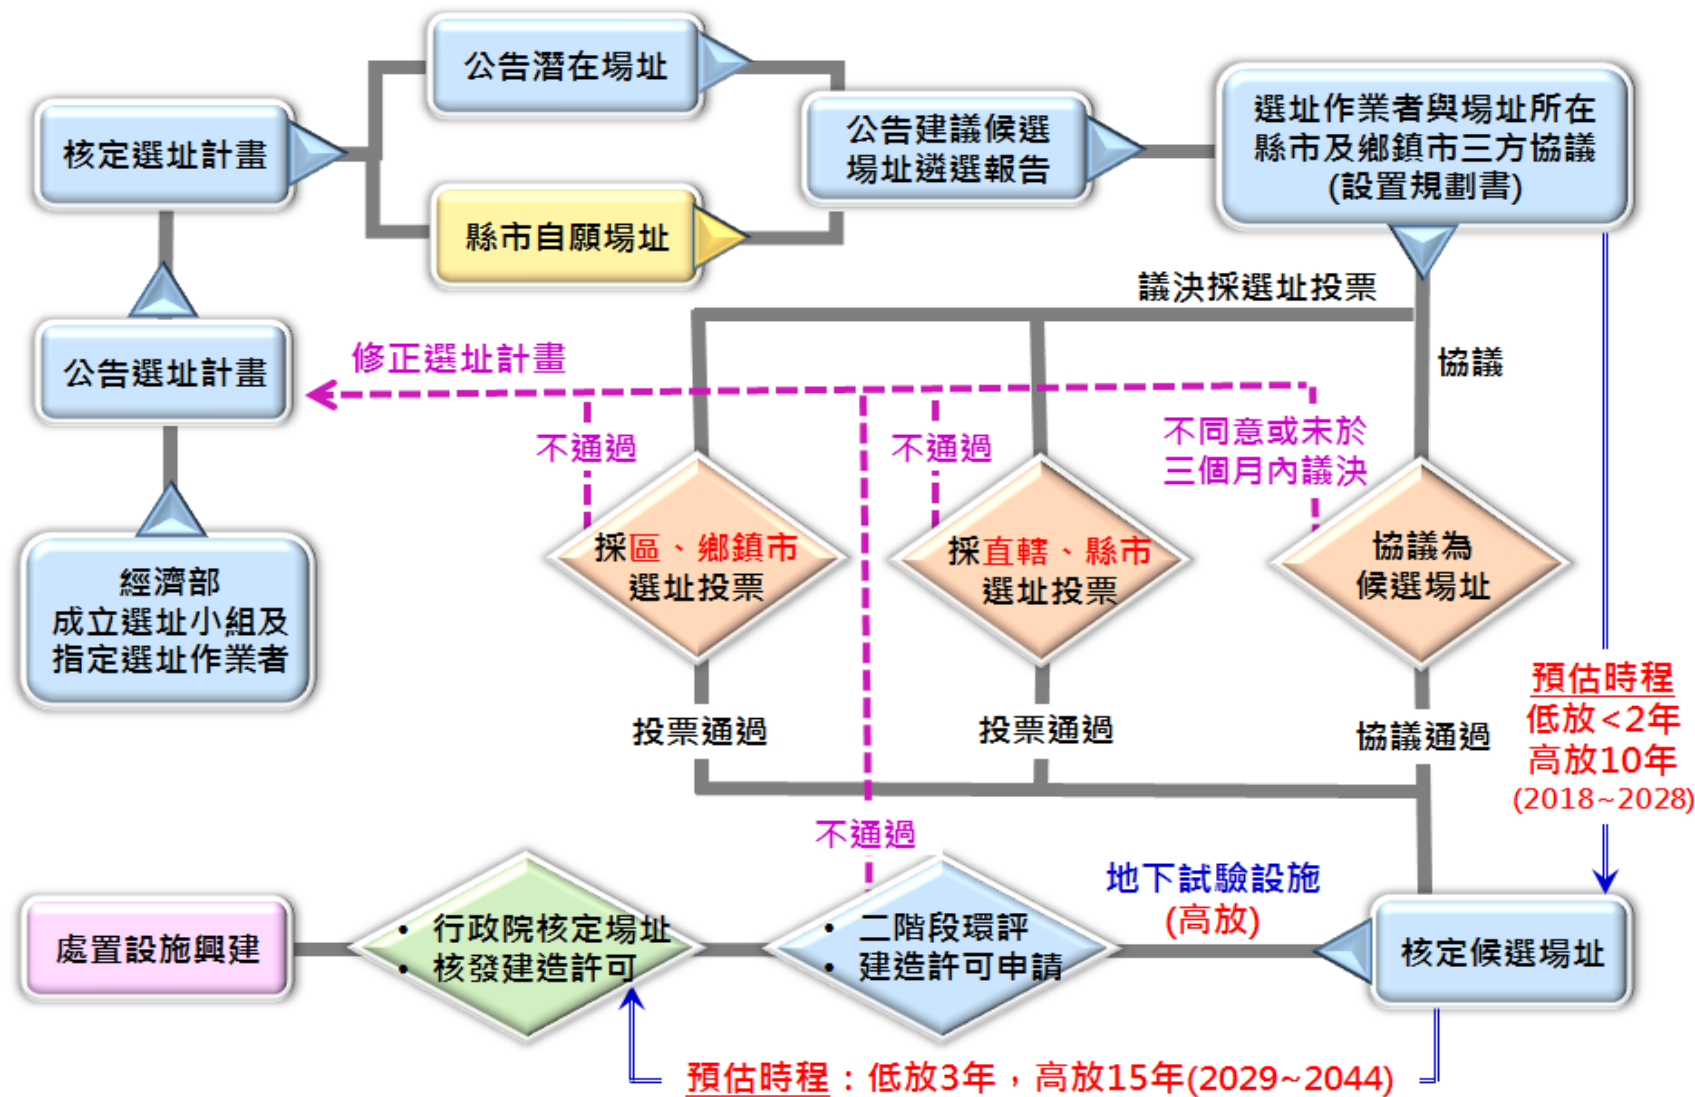 公告潛在場址
核定選址計畫
縣市自願場址
公告建議候選
場址遴選報告
選址作業者與場址所在
縣市及鄉鎮市三方協議
(設置規劃書)
議決採選址投票
協議
公告選址計畫
修正選址計畫
不通過
不通過
不同意或未於
三個月內議決
經濟部
成立選址小組及
指定選址作業者
採區、鄉鎮市
選址投票
採直轄、縣市
選址投票
協議為
候選場址
投票通過
投票通過
協議通過
預估時程
低放<2年
高放10年
(2018~2028)
不通過
地下試驗設施
(高放)
處置設施興建
• 行政院核定場址
• 核發建造許可
• 二階段環評
• 建造許可申請
核定候選場址
預估時程：低放3年，高放15年(2029~2044)